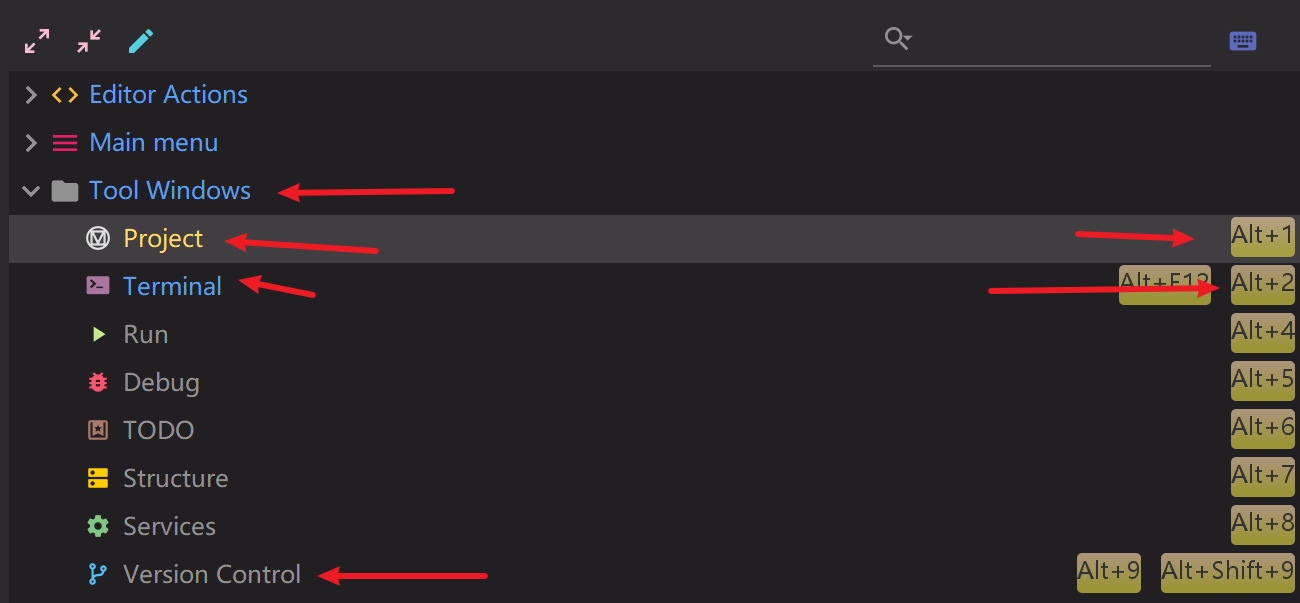 Editor Actions
Main menu
Tool Windows
Project Alt+1
Terminal Alt+F12 Alt+2
Run Alt+4
Debug Alt+5
TODO Alt+6
Structure Alt+7
Services Alt+8
Version Control Alt+9 Alt+Shift+9